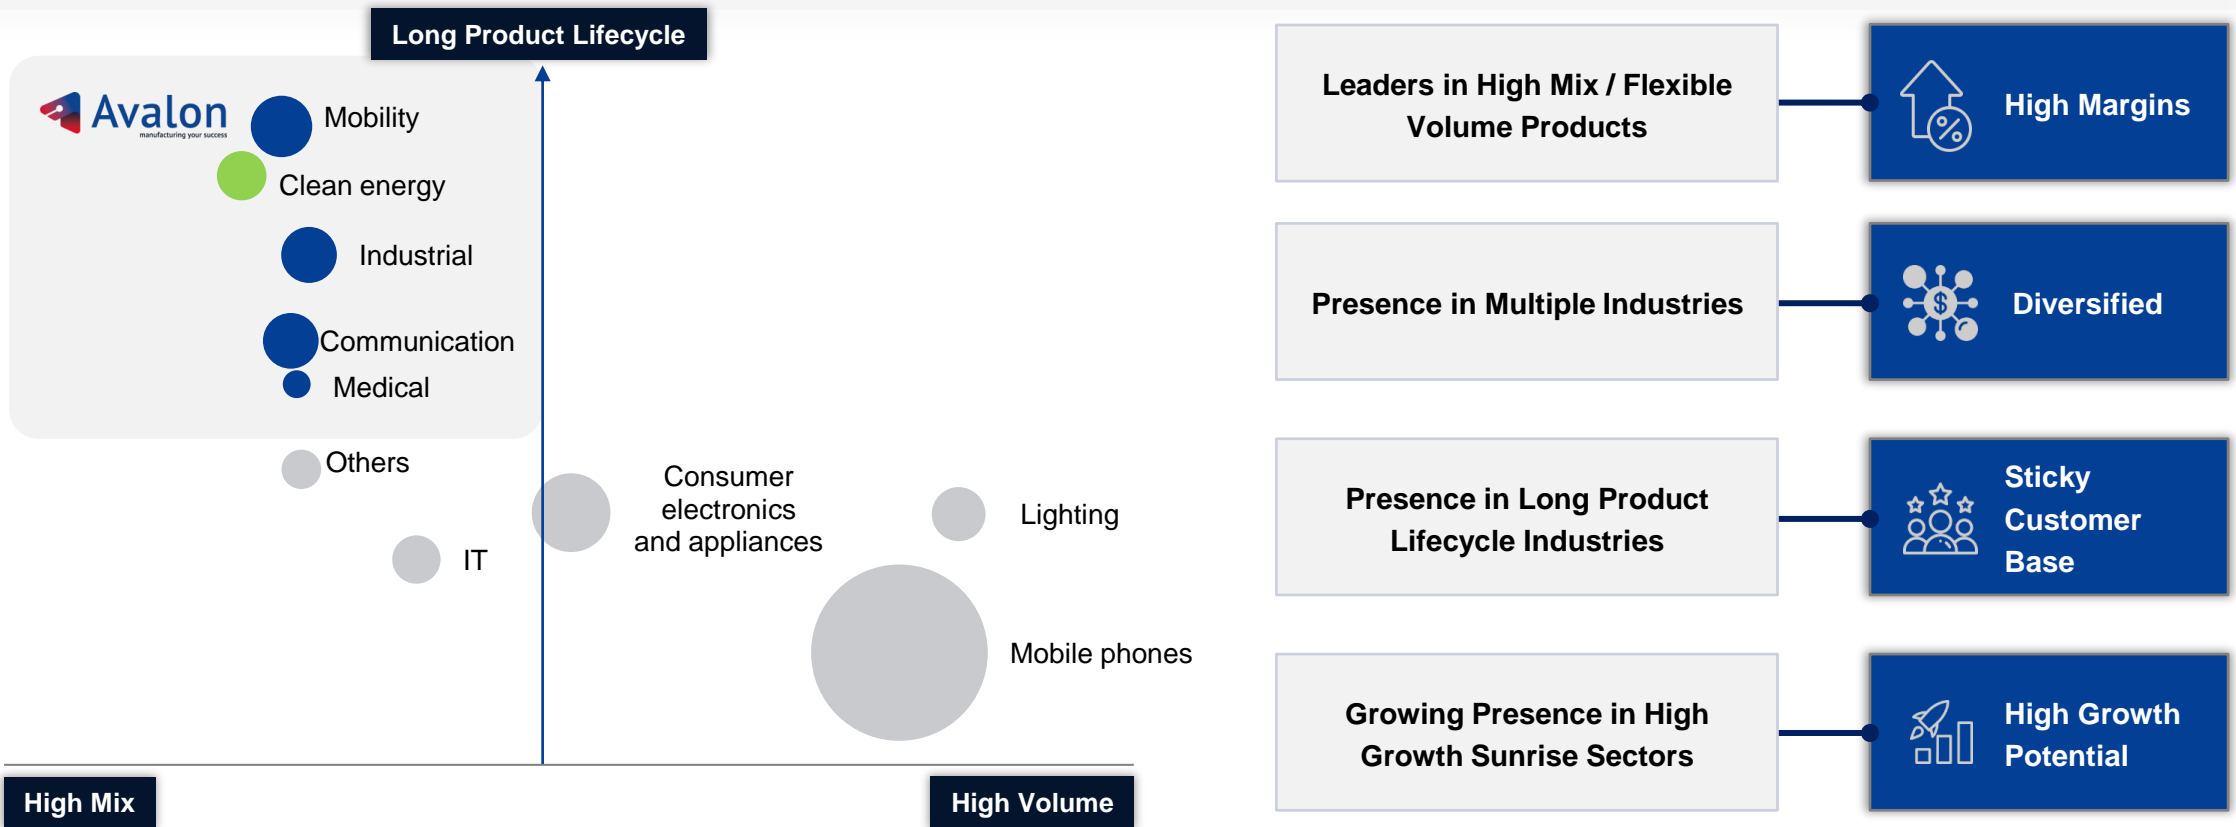 Long Product Lifecycle
Avalon
manufacturing your success
Mobility
Clean energy
Industrial
Communication
Medical
Others
IT
Consumer
electronics
and appliances
Lighting
Mobile phones
High Mix
High Volume
Leaders in High Mix / Flexible
Volume Products
High Margins
%
Presence in Multiple Industries
$
Diversified
Presence in Long Product
Lifecycle Industries
Sticky
Customer
Base
Growing Presence in High
Growth Sunrise Sectors
High Growth
Potential